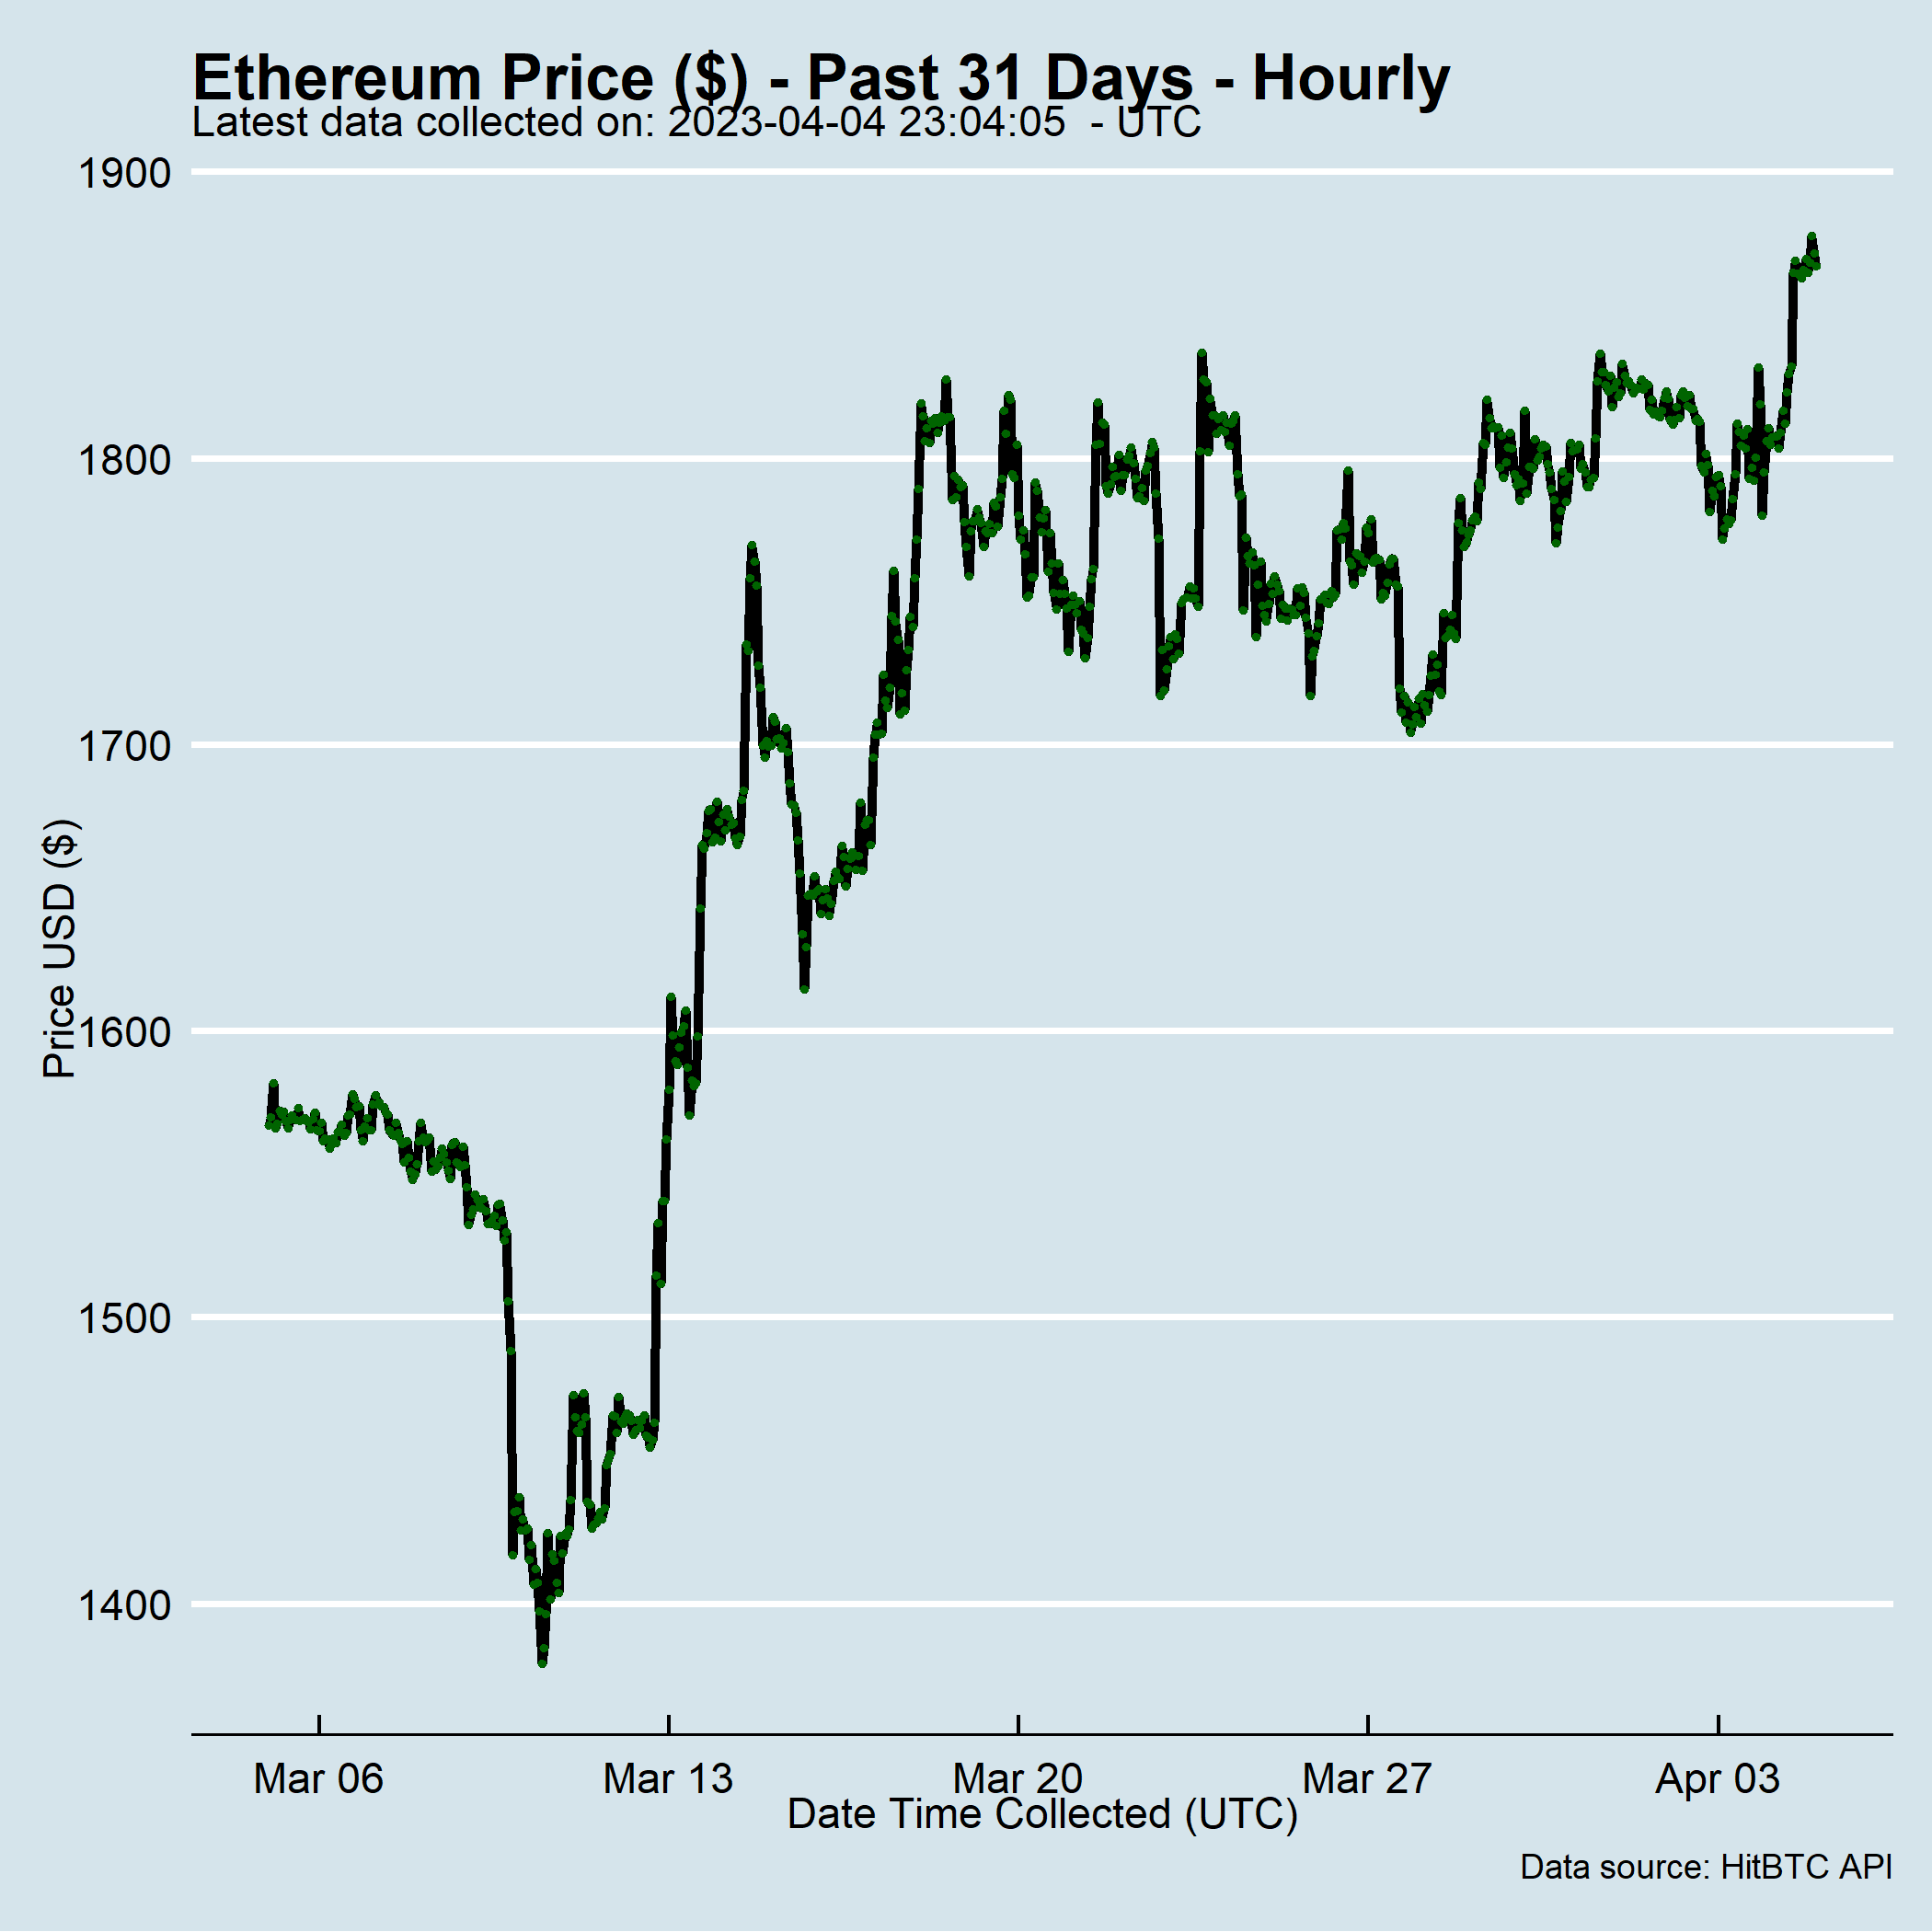 Ethereum Price ($) - Past 31 Days - Hourly
Latest data collected on: 2023-04-04 23:04:05  - UTC
1900
1800
1700
1600
1500
1400
Price USD ($)
Mar 06
Mar 13
Mar 20
Mar 27
Apr 03
Date Time Collected (UTC)
Data source: HitBTC API